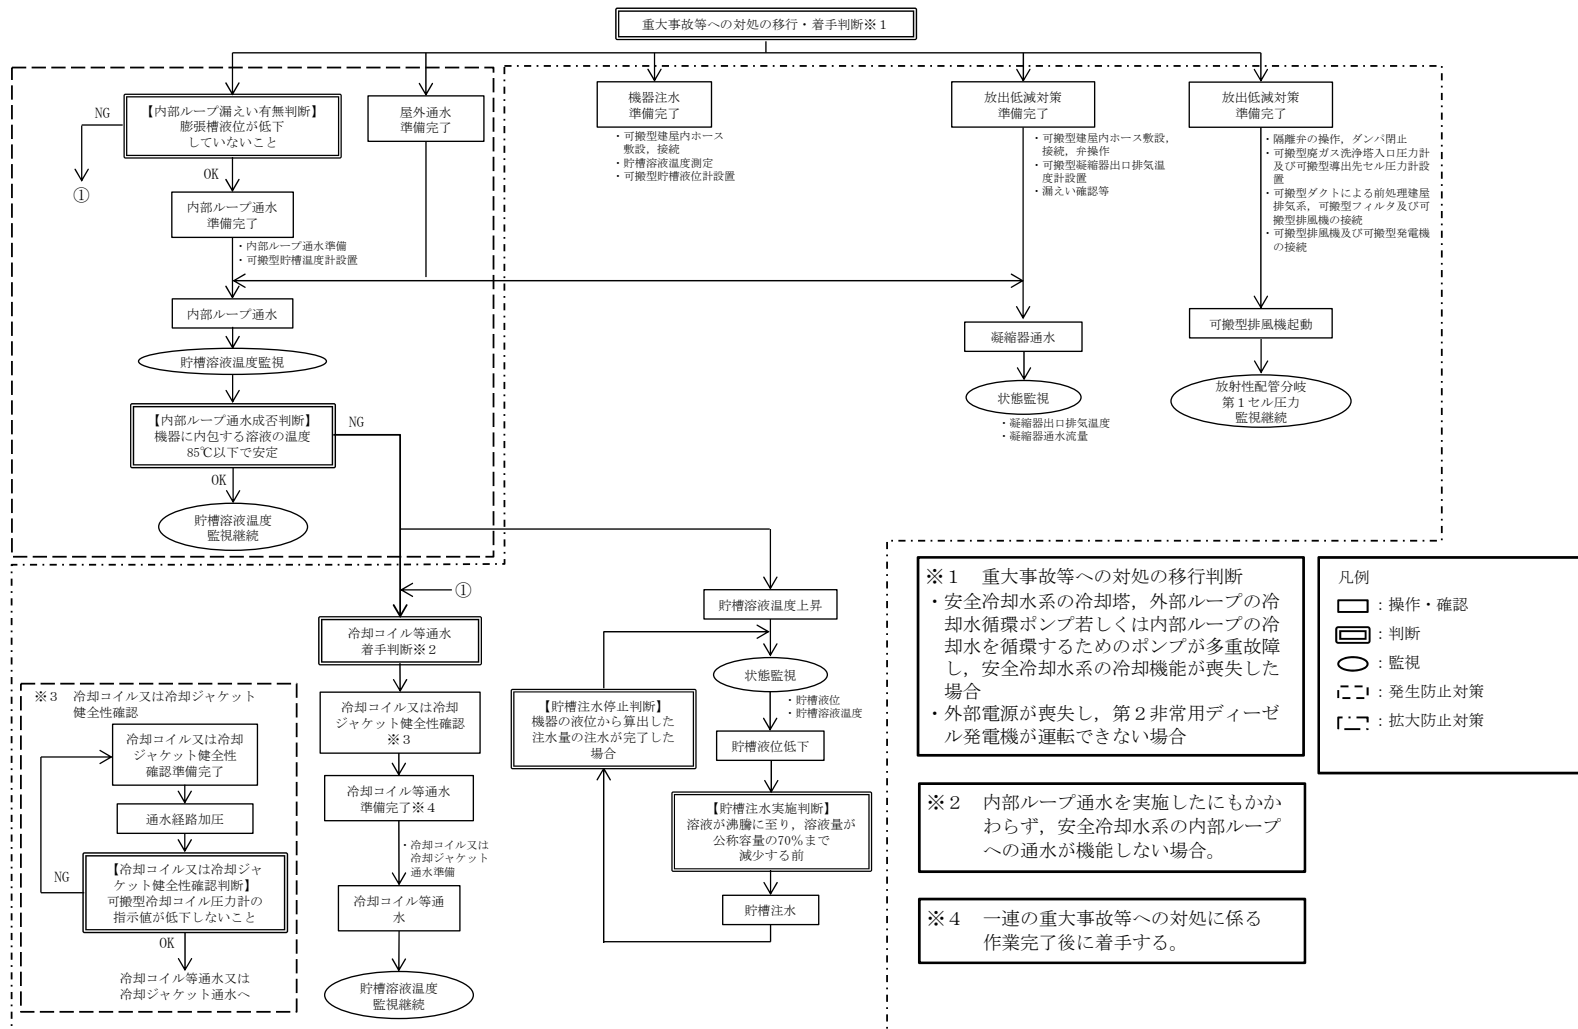 重大事故等への対処の移行・着手判断※１
NG
【内部ループ漏えい有無判断】
膨張槽液位が低下
していないこと
①
OK
内部ループ通水
準備完了
・内部ループ通水準備
・可搬型貯槽温度計設置
屋外通水
準備完了
内部ループ通水
貯槽溶液温度監視
【内部ループ通水成否判断】
機器に内包する溶液の温度
85℃以下で安定
NG
OK
貯槽溶液温度
監視継続
機器注水
準備完了
・可搬型建屋内ホース
敷設，接続
・貯槽溶液温度測定
・可搬型貯槽液位計設置
放出低減対策
準備完了
・可搬型建屋内ホース敷設，
接続，弁操作
・可搬型凝縮器出口排気温
度計設置
・漏えい確認等
凝縮器通水
状態監視
・凝縮器出口排気温度
・凝縮器通水流量
放出低減対策
準備完了
・隔離弁の操作，ダンパ閉止
・可搬型廃ガス洗浄塔入口圧力計
及び可搬型導出先セル圧力計設
置
・可搬型ダクトによる前処理建屋
排気系，可搬型フィルタ及び可
搬型排風機の接続
・可搬型排風機及び可搬型発電機
の接続
可搬型排風機起動
放射性配管分岐
第１セル圧力
監視継続
①
冷却コイル等通水
着手判断※２
冷却コイル又は冷却
ジャケット健全性確認
※３
冷却コイル等通水
準備完了※４
・冷却コイル又は
冷却ジャケット
通水準備
冷却コイル等通
水
貯槽溶液温度
監視継続
※３　冷却コイル又は冷却ジャケット
健全性確認
冷却コイル又は冷却
ジャケット健全性
確認準備完了
通水経路加圧
NG
【冷却コイル又は冷却ジャ
ケット健全性確認判断】
可搬型冷却コイル圧力計の
指示値が低下しないこと
OK
冷却コイル等通水又は
冷却ジャケット通水へ
貯槽溶液温度上昇
状態監視
・貯槽液位
・貯槽溶液温度
貯槽液位低下
【貯槽注水実施判断】
溶液が沸騰に至り，溶液量が
公称容量の70％まで
減少する前
貯槽注水
【貯槽注水停止判断】
機器の液位から算出した
注水量の注水が完了した
場合
※１　重大事故等への対処の移行判断
・安全冷却水系の冷却塔，外部ループの冷
却水循環ポンプ若しくは内部ループの冷
却水を循環するためのポンプが多重故障
し，安全冷却水系の冷却機能が喪失した
場合
・外部電源が喪失し，第２非常用ディーゼ
ル発電機が運転できない場合
※２　内部ループ通水を実施したにもかか
わらず，安全冷却水系の内部ループ
への通水が機能しない場合。
※４　一連の重大事故等への対処に係る
作業完了後に着手する。
凡例
：操作・確認
：判断
：監視
：発生防止対策
：拡大防止対策